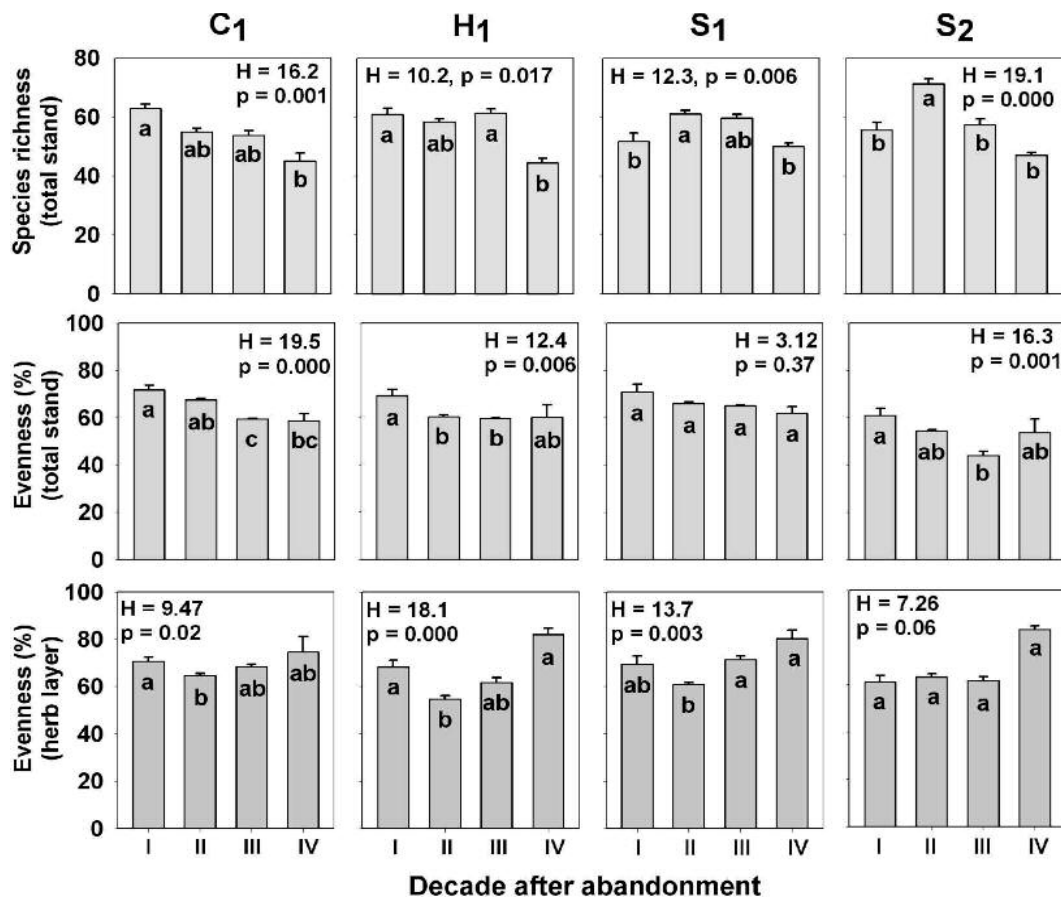 C1 H1 S1 S2
Species richness
(total stand)
80
60
40
20
0
H = 16.2
p = 0.001
a ab ab b
H = 10.2, p = 0.017
a ab a b
H = 12.3, p = 0.006
b a ab b
H = 19.1
p = 0.000
b a b b
Evenness (%)
(total stand)
100
80
60
40
20
0
H = 19.5
p = 0.000
a ab c bc
H = 12.4
p = 0.006
a b b ab
H = 3.12
p = 0.37
a a a a
H = 16.3
p = 0.001
a ab b ab
Evenness (%)
(herb layer)
100
80
60
40
20
0
H = 9.47
p = 0.02
a b ab ab
H = 18.1
p = 0.000
a b ab a
H = 13.7
p = 0.003
ab b a a
H = 7.26
p = 0.06
a a a a
I II III IV I II III IV I II III IV I II III IV
Decade after abandonment